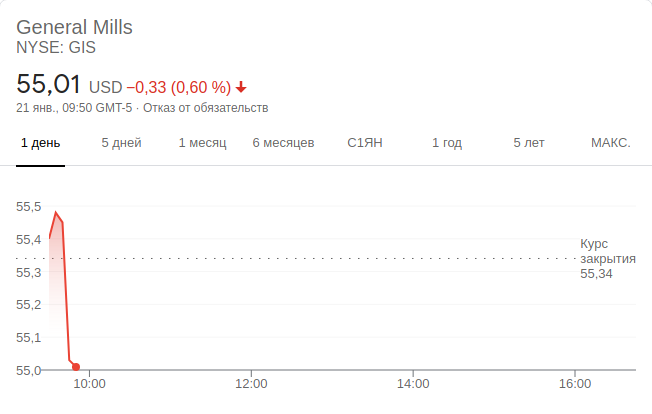 General Mills
NYSE: GIS
55,01 USD −0,33 (0,60 %)
21 янв., 09:50 GMT-5 · Отказ от обязательств
1 день 5 дней 1 месяц 6 месяцев С1ЯН 1 год 5 лет МАКС.
55,5
55,4
Курс
закрытия
55,34
55,3
55,2
55,1
55,0
10:00 12:00 14:00 16:00